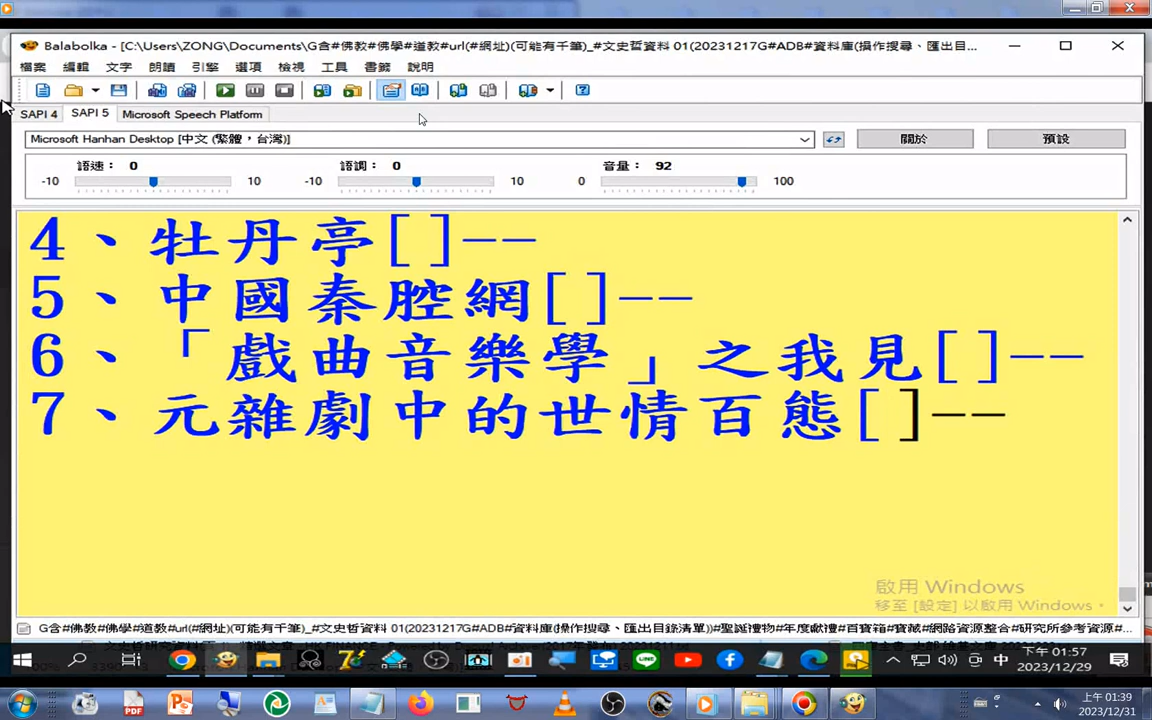 Balabolka - [C:\Users\ZONG\Documents\G含#佛教#佛學#道教#url(#網址)(可能有千筆)_#文史哲資料 01(20231217G#ADB#資料庫(操作搜尋、匯出目...
檔案 編輯 文字 朗讀 引擎 選項 檢視 工具 書籤 說明
SAPI 4 SAPI 5 Microsoft Speech Platform
Microsoft Hanhan Desktop [中文 (繁體，台灣)] 關於 預設
語速： 0 語調： 0 音量： 92
-10 10 -10 10 0 100
4、牡丹亭[ ]--
5、中國秦腔網[ ]--
6、「戲曲音樂學」之我見[ ]--
7、元雜劇中的世情百態[ ]--
啟用 Windows
移至 [設定] 以啟用 Windows。
G含#佛教#佛學#道教#url(#網址)(可能有千筆)_#文史哲資料 01(20231217G#ADB#資料庫(操作搜尋、匯出目錄清單))#聖誕禮物#年度獻禮#百寶箱#寶藏#網路資源整合#研究所參考資源#...
中 下午 01:57
2023/12/29
上午 01:39
2023/12/31